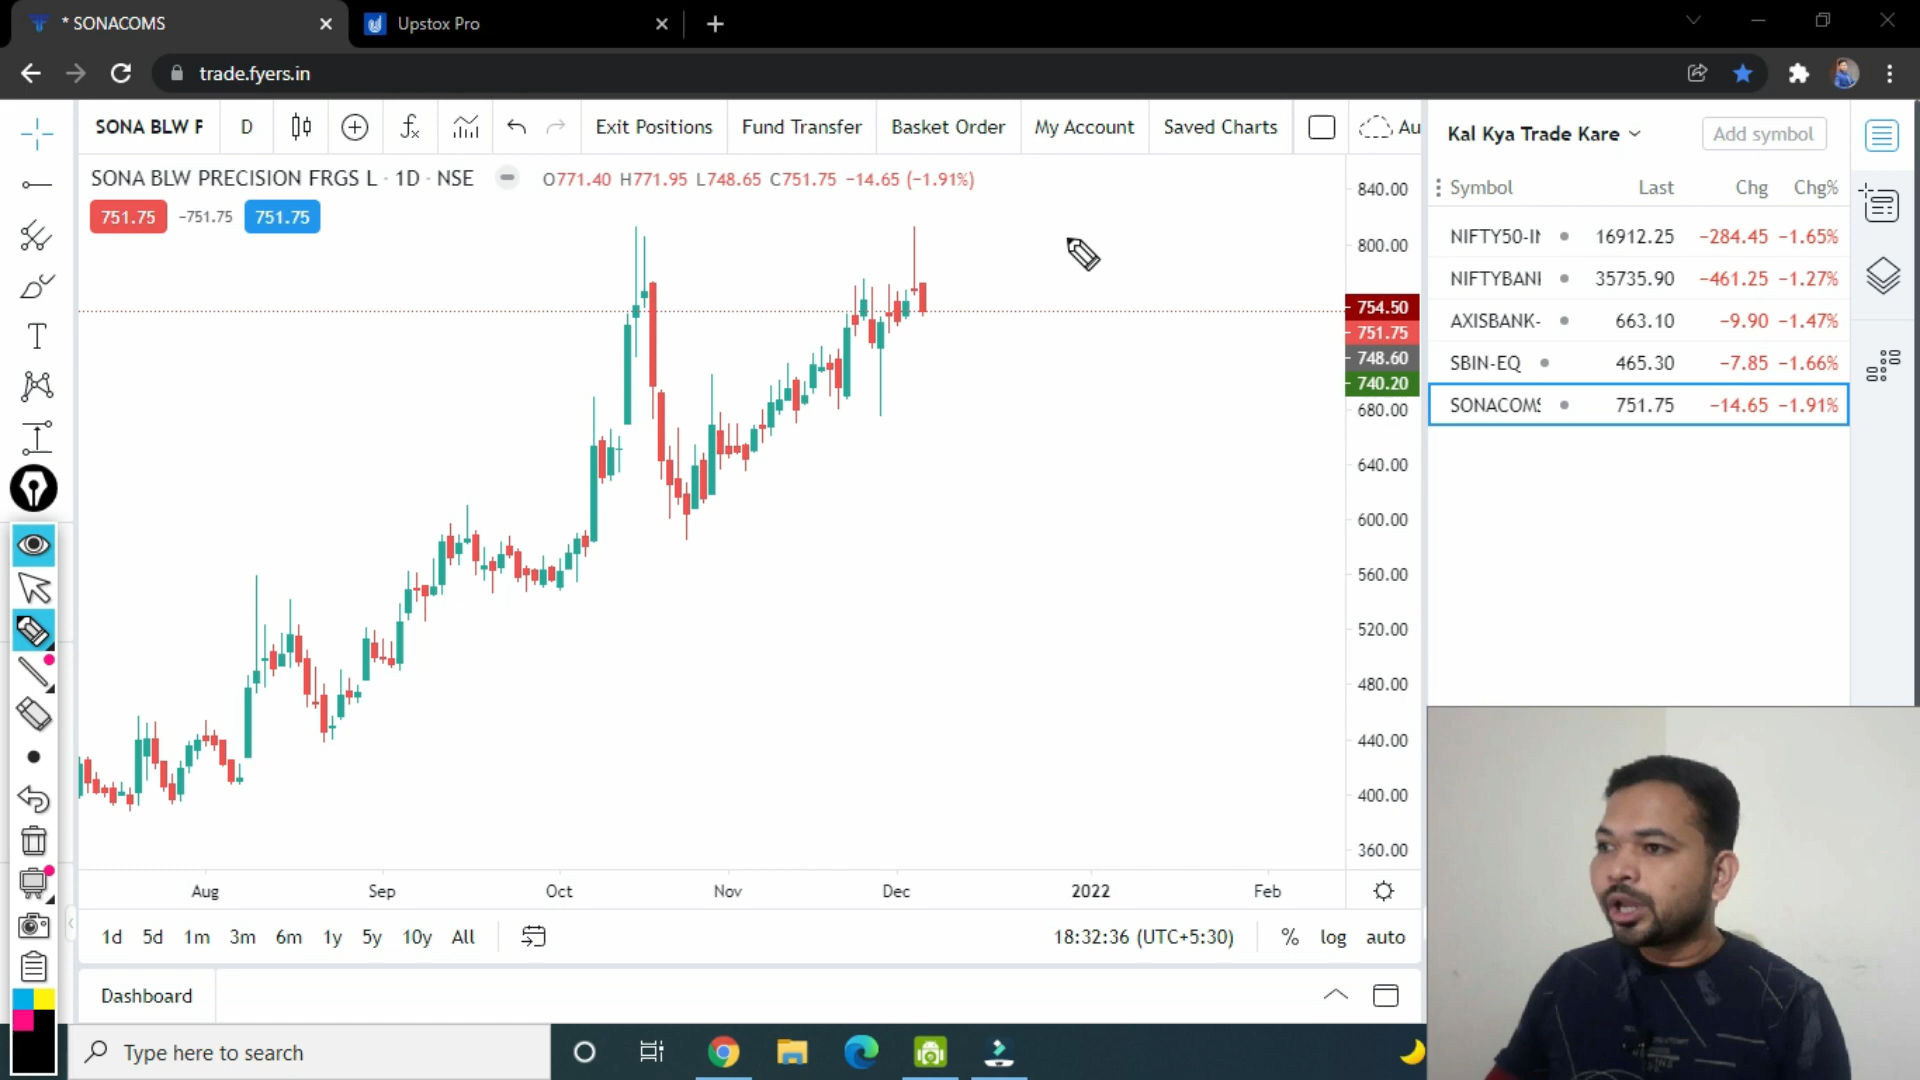 * SONACOMS
Upstox Pro
trade.fyers.in
SONA BLW F
D
Exit Positions
Fund Transfer
Basket Order
My Account
Saved Charts
Au
SONA BLW PRECISION FRGS L · 1D · NSE
O771.40 H771.95 L748.65 C751.75 −14.65 (−1.91%)
751.75
−751.75
751.75
840.00
800.00
754.50
751.75
748.60
740.20
680.00
640.00
600.00
560.00
520.00
480.00
440.00
400.00
360.00
Aug Sep Oct Nov Dec 2022 Feb
1d 5d 1m 3m 6m 1y 5y 10y All
18:32:36 (UTC+5:30)
% log auto
Dashboard
Kal Kya Trade Kare
Add symbol
Symbol Last Chg Chg%
NIFTY50-IN 16912.25 −284.45 −1.65%
NIFTYBANI 35735.90 −461.25 −1.27%
AXISBANK- 663.10 −9.90 −1.47%
SBIN-EQ 465.30 −7.85 −1.66%
SONACOMS 751.75 −14.65 −1.91%
Type here to search